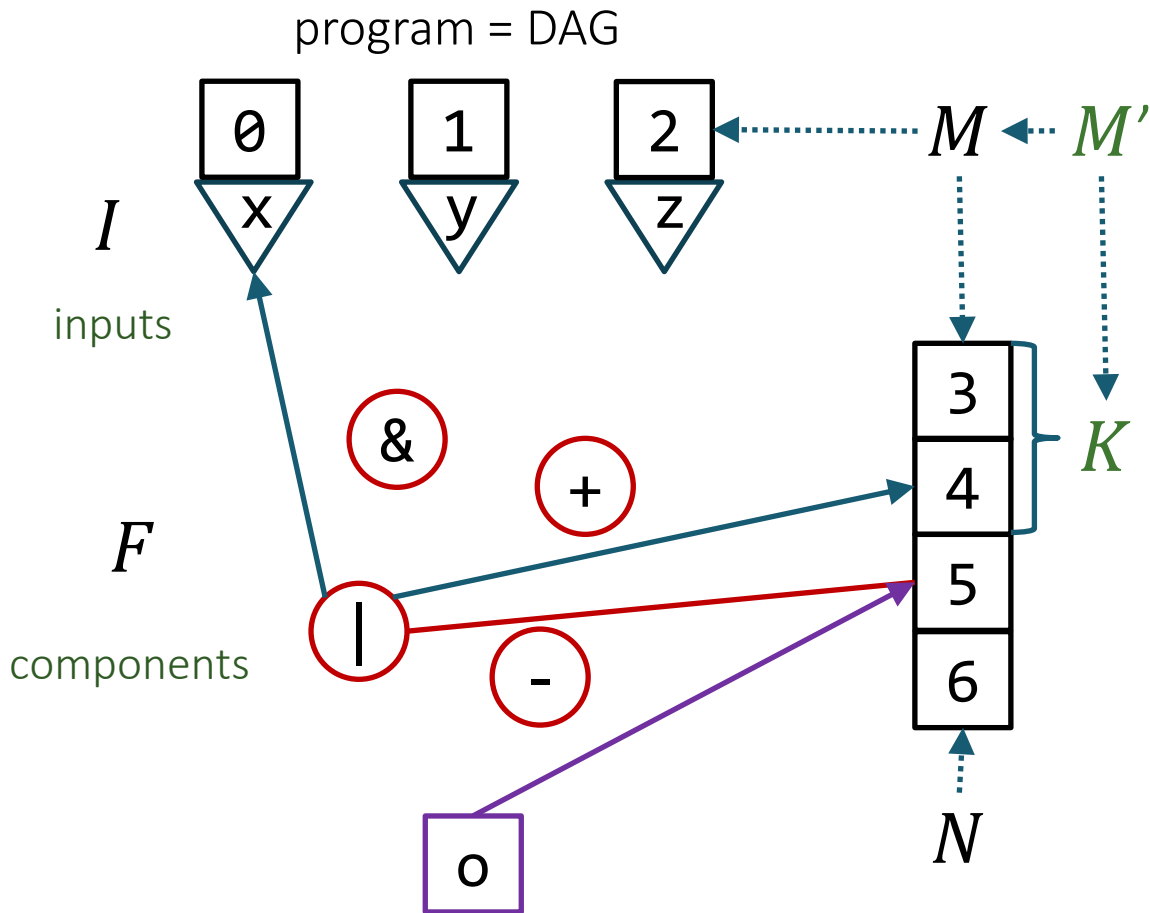 program = DAG
0 1 2 M M’
x y z
I
inputs
3
&
4 K
+
F
5
|
components
-
6
N
o